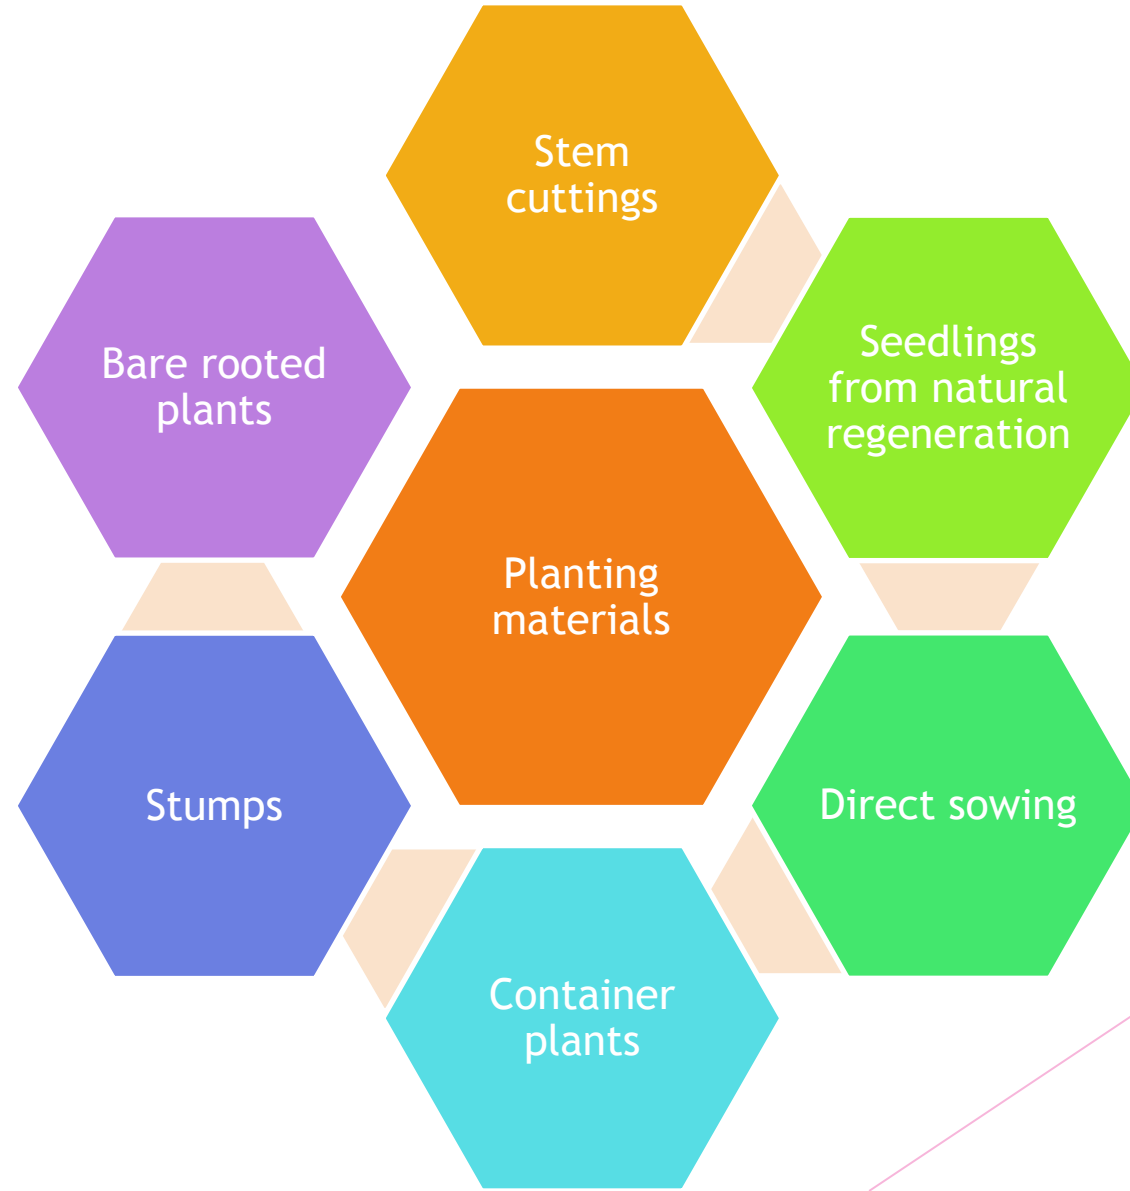 Stem
cuttings
Seedlings
from natural
regeneration
Bare rooted
plants
Planting
materials
Direct sowing
Stumps
Container
plants